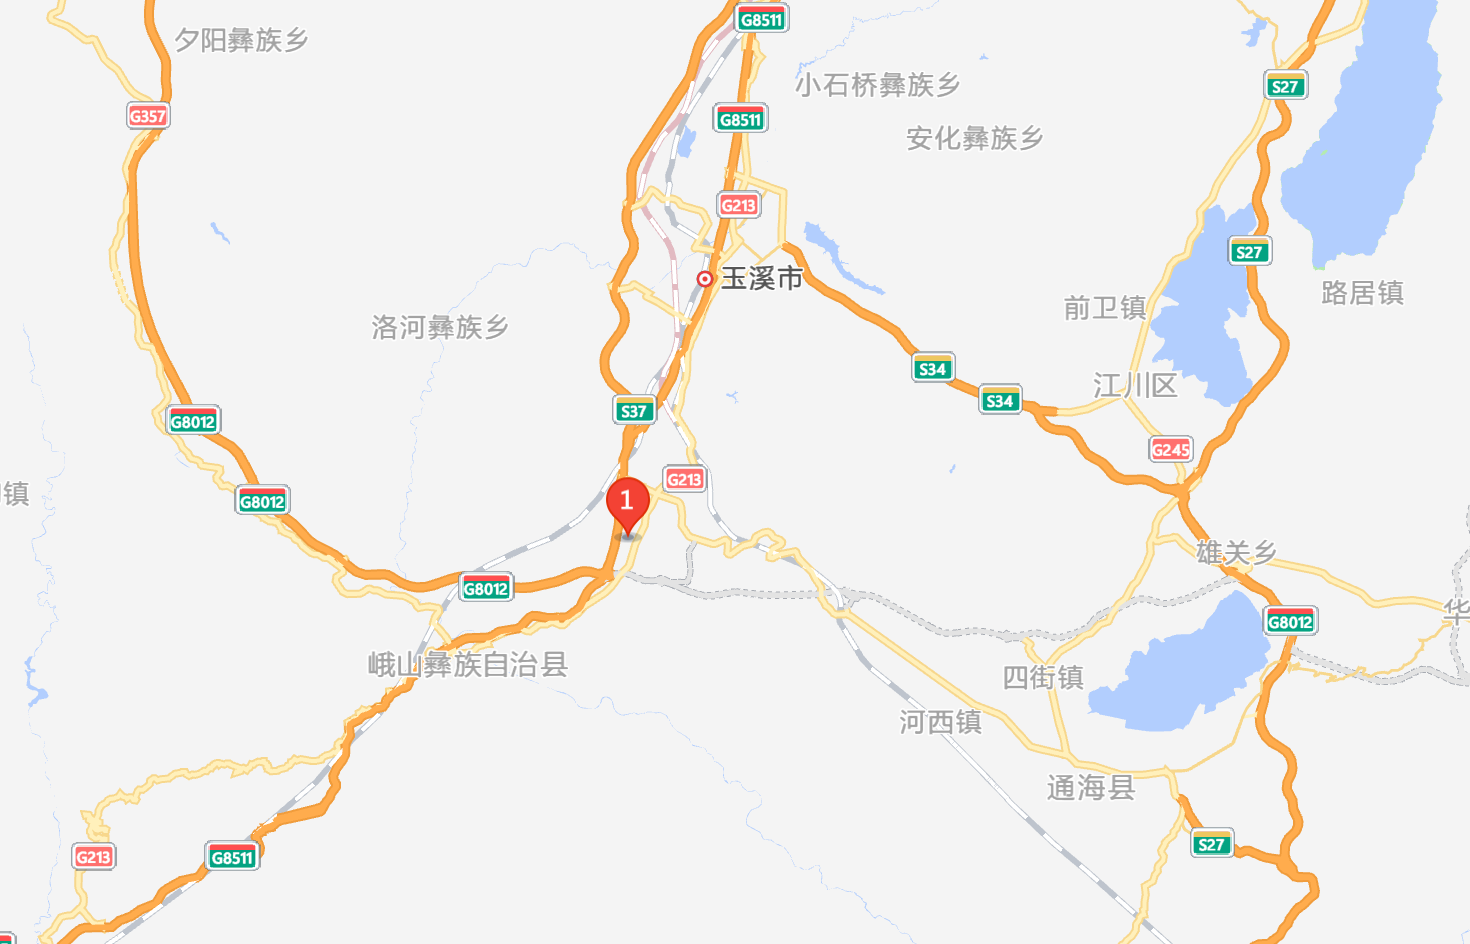 G8511
夕阳彝族乡
小石桥彝族乡
S27
G357
G8511
安化彝族乡
G213
S27
玉溪市
路居镇
前卫镇
洛河彝族乡
S34
江川区
S34
S37
G8012
G245
G213
镇
G8012
1
雄关乡
G8012
华
G8012
峨山彝族自治县
四街镇
河西镇
通海县
S27
G213
G8511